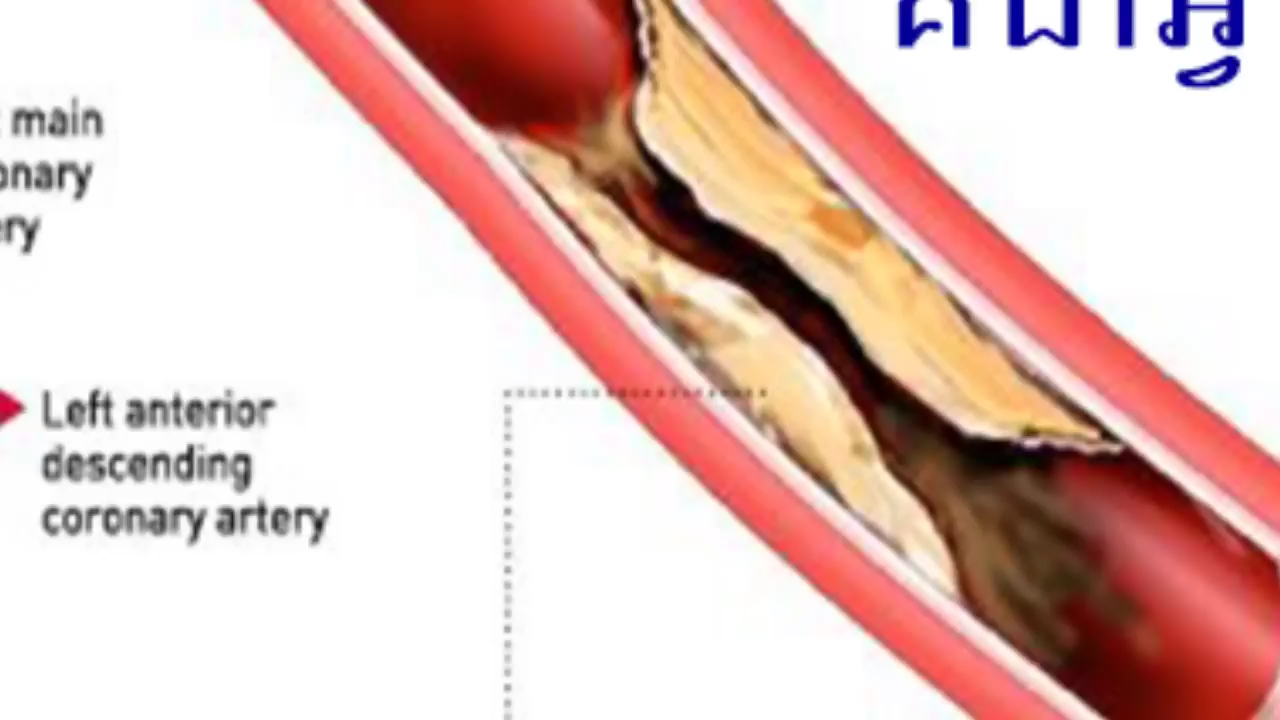 main
onary
ery
Left anterior
descending
coronary artery